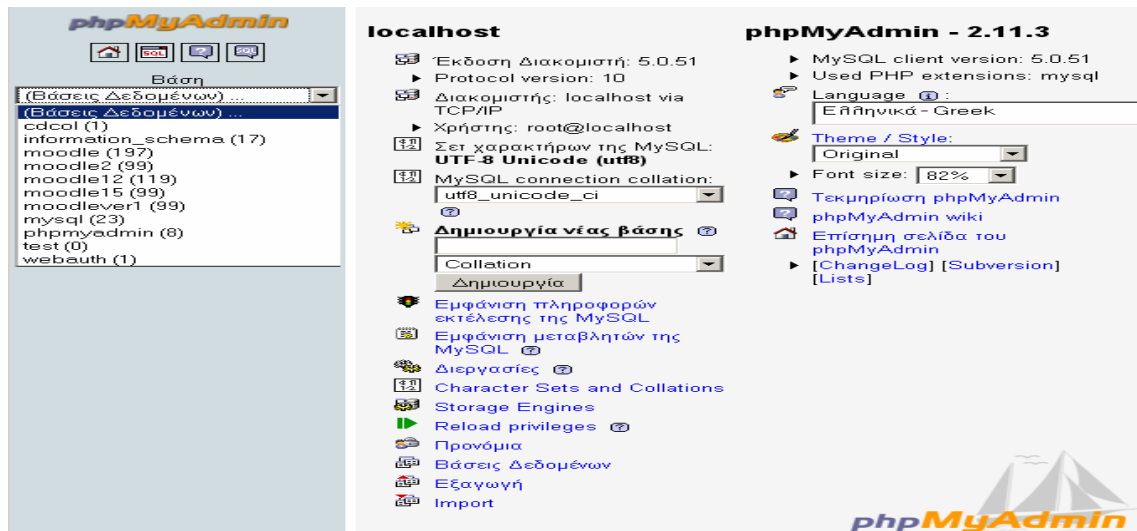 phpMyAdmin
SQL
SQL
Βάση
(Βάσεις Δεδομένων) ...
(Βάσεις Δεδομένων) ...
cdcol (1)
information_schema (17)
moodle (197)
moodle2 (99)
moodle12 (119)
moodle15 (99)
moodlever1 (99)
mysql (23)
phpmyadmin (8)
test (0)
webauth (1)
localhost
Έκδοση Διακομιστή: 5.0.51
Protocol version: 10
Διακομιστής: localhost via
TCP/IP
Χρήστης: root@localhost
Σετ χαρακτήρων της MySQL:
UTF-8 Unicode (utf8)
MySQL connection collation:
utf8_unicode_ci
Δημιουργία νέας βάσης
Collation
Δημιουργία
Εμφάνιση πληροφορών
εκτέλεσης της MySQL
Εμφάνιση μεταβλητών της
MySQL
Διεργασίες
Character Sets and Collations
Storage Engines
Reload privileges
Προνόμια
Βάσεις Δεδομένων
Εξαγωγή
Import
phpMyAdmin - 2.11.3
MySQL client version: 5.0.51
Used PHP extensions: mysql
Language :
Ελληνικά - Greek
Theme / Style:
Original
Font size: 82%
Τεκμηρίωση phpMyAdmin
phpMyAdmin wiki
Επίσημη σελίδα του
phpMyAdmin
[ChangeLog] [Subversion]
[Lists]
phpMyAdmin